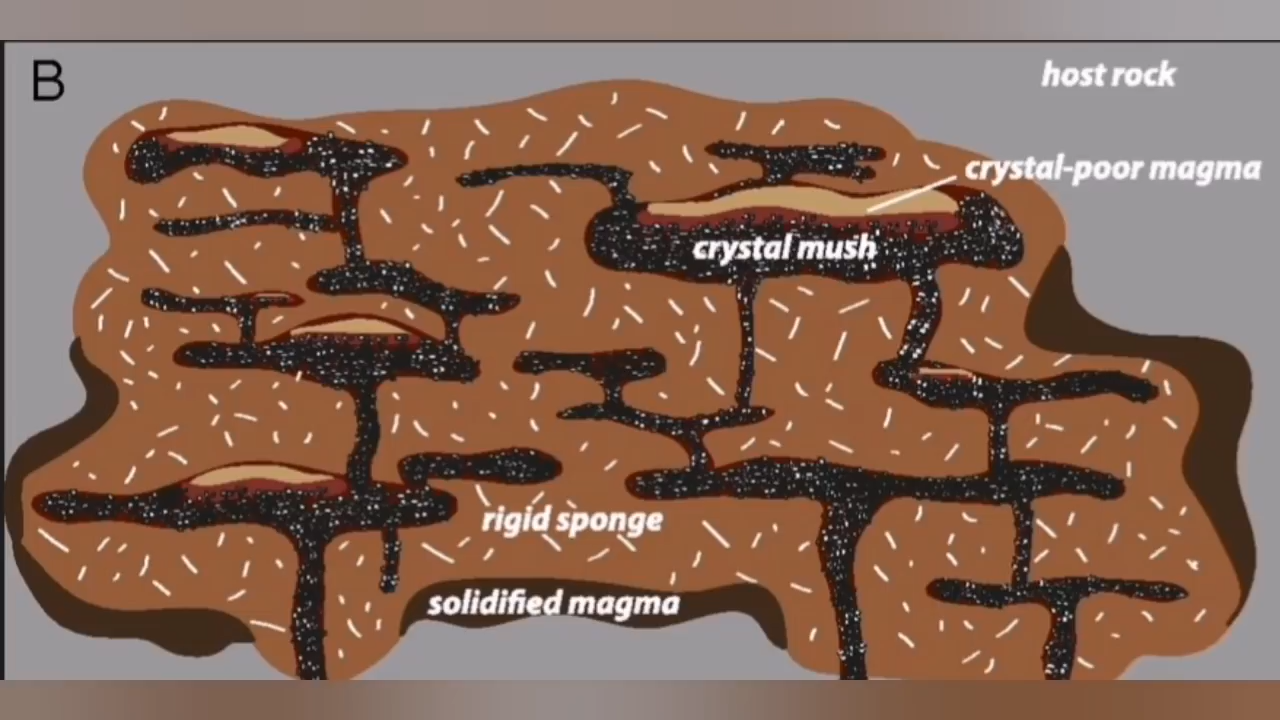 B
host rock
crystal-poor magma
crystal mush
rigid sponge
solidified magma